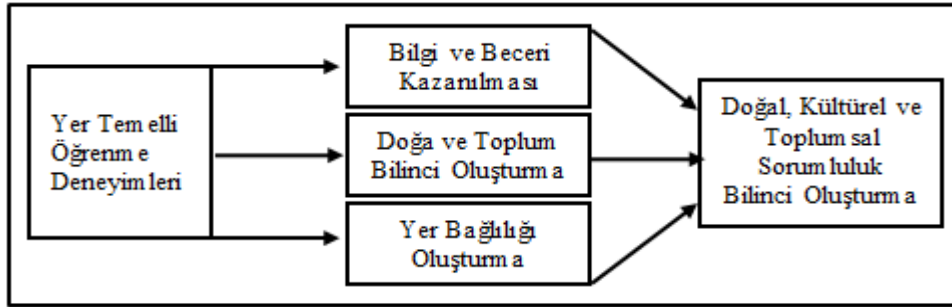 Yer Temelli
Öğrenme
Deneyimleri
Bilgi ve Beceri
Kazanılması
Doğa ve Toplum
Bilinci Oluşturma
Yer Bağlılığı
Oluşturma
Doğal, Kültürel ve
Toplumsal
Sorumluluk
Bilinci Oluşturma